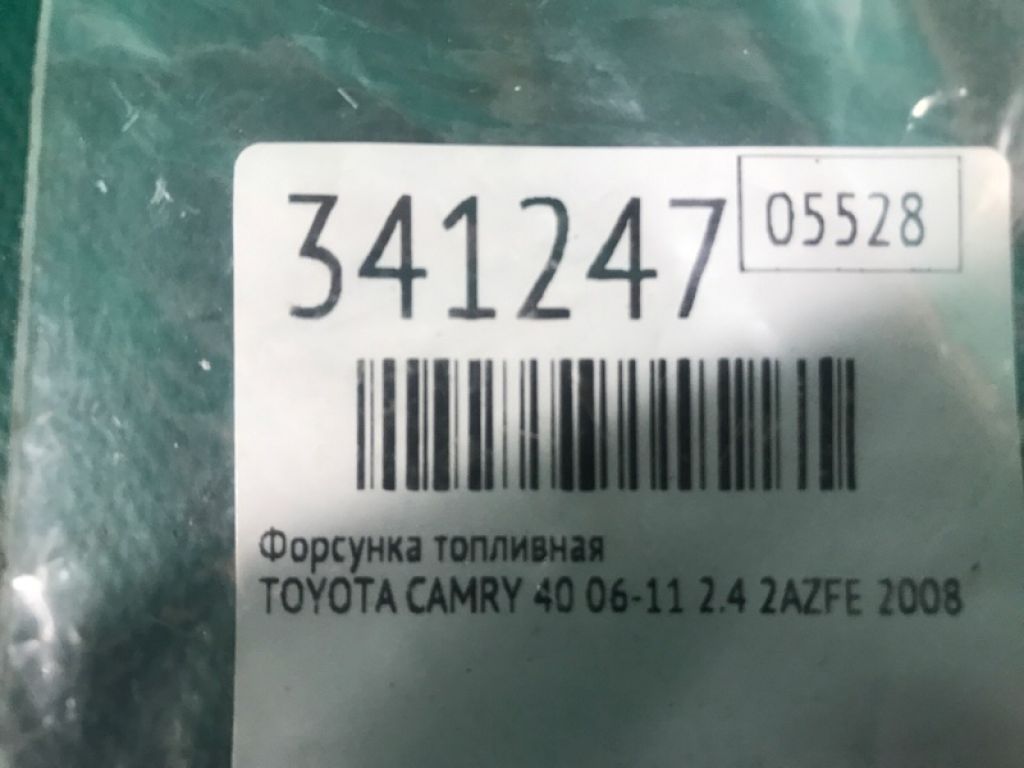 341247 05528
Форсунка топливная
TOYOTA CAMRY 40 06-11 2.4 2AZFE 2008